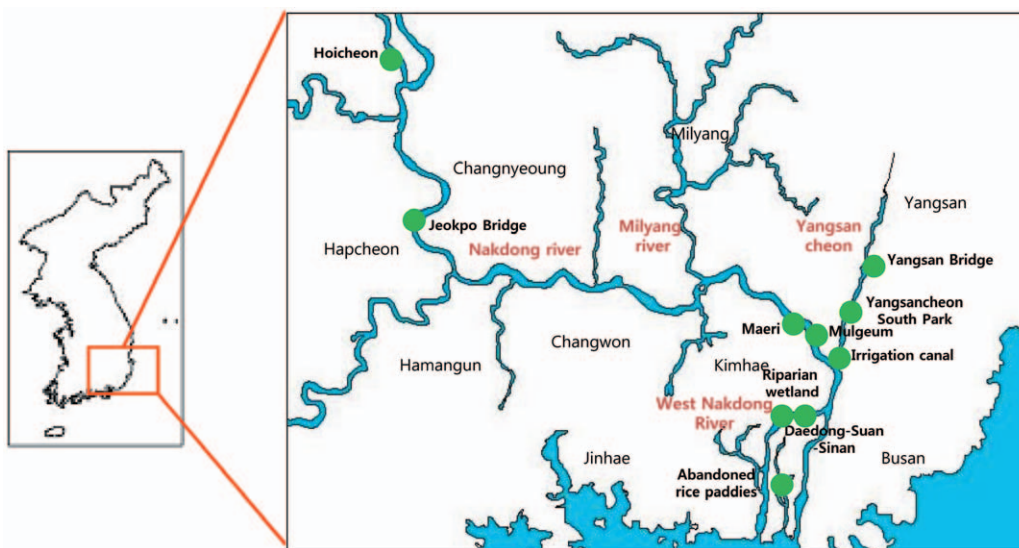 Hoicheon
Milyang
Changnyeoung
Yangsan
Jeokpo Bridge
Hapcheon
Nakdong river
Milyang
river
Yangsan
cheon
Yangsan Bridge
Yangsancheon
South Park
Maeri
Mulgeum
Changwon
Hamangun
Kimhae
Irrigation canal
Riparian
wetland
West Nakdong
River
Daedong-Suan
-Sinan
Jinhae
Busan
Abandoned
rice paddies